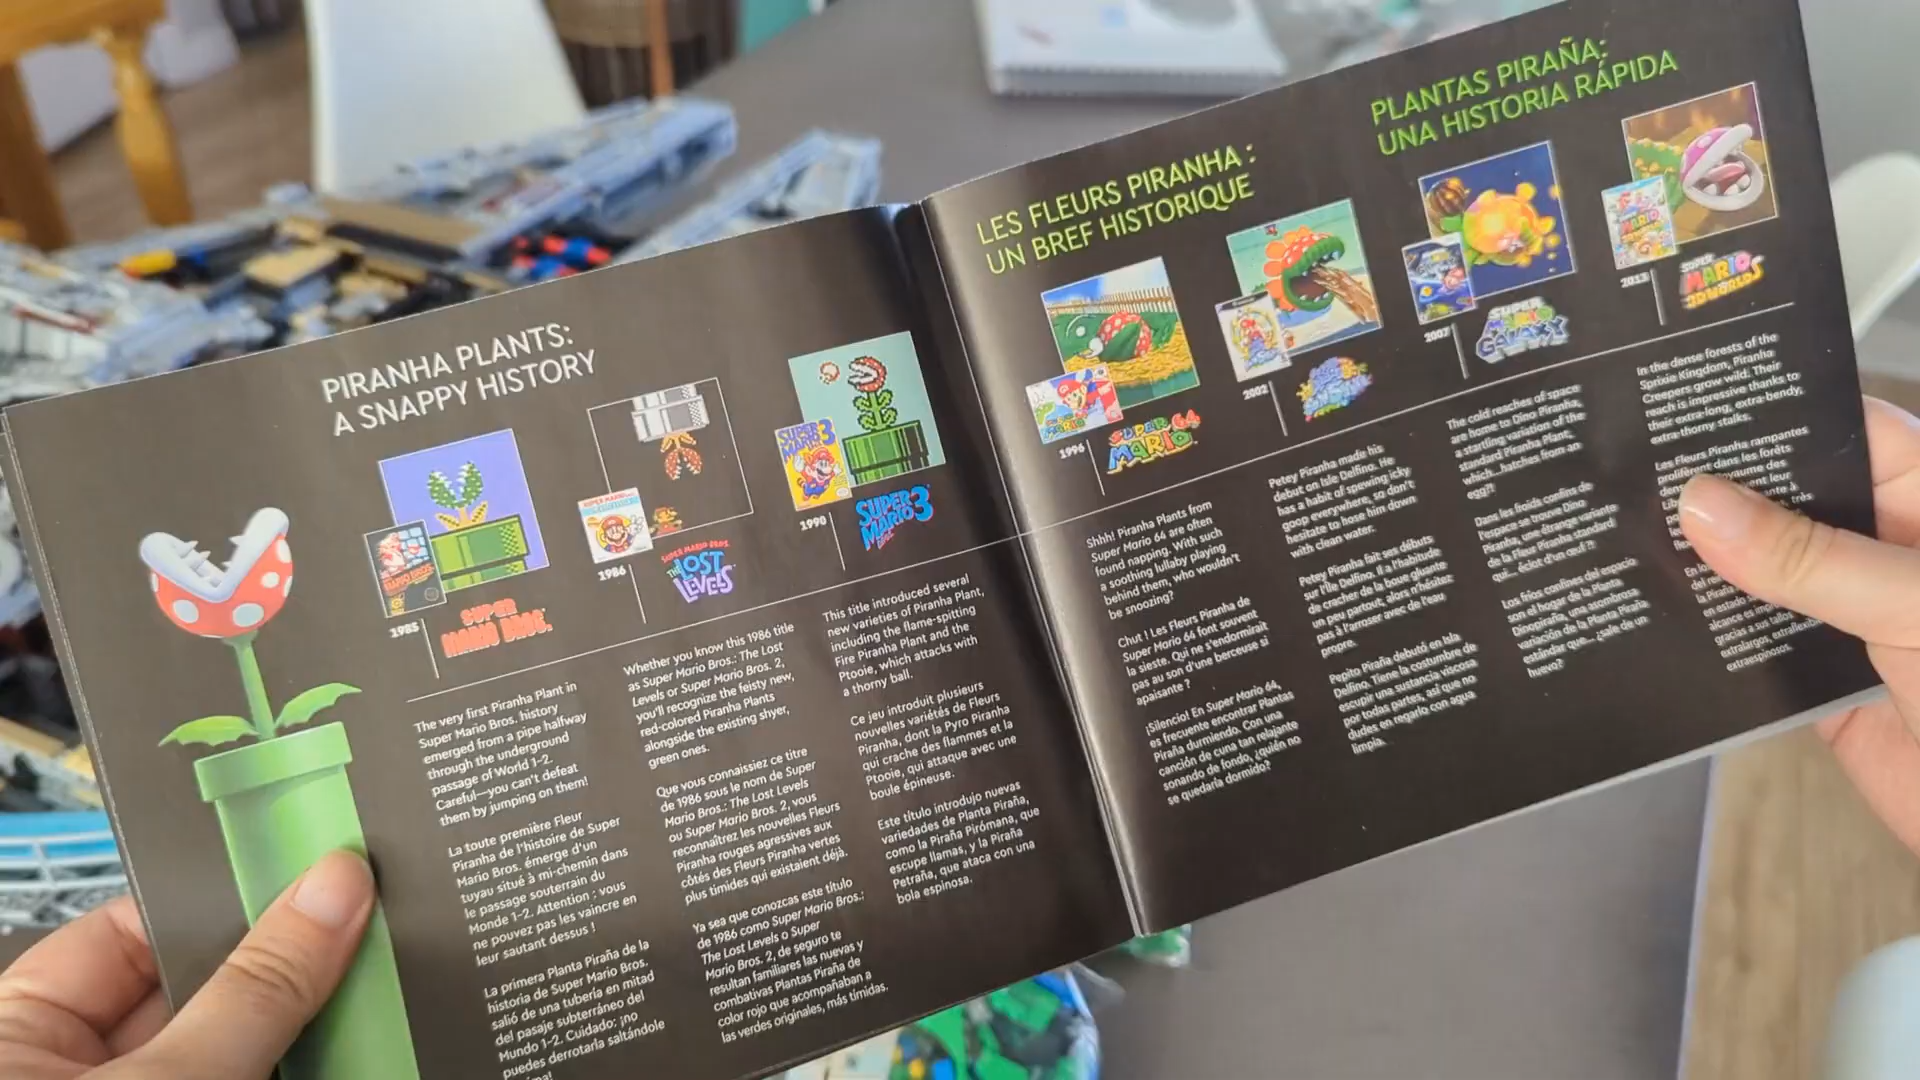 PIRANHA PLANTS:
A SNAPPY HISTORY
1985
SUPER
MARIO BROS.
The very first Piranha Plant in
Super Mario Bros. history
emerged from a pipe halfway
through the underground
passage of World 1-2.
Careful—you can't defeat
them by jumping on them!
La toute première Fleur
Piranha de l'histoire de Super
Mario Bros. émerge d'un
tuyau situé à mi-chemin dans
le passage souterrain du
Monde 1-2. Attention : vous
ne pouvez pas les vaincre en
leur sautant dessus !
La primera Planta Piraña de la
historia de Super Mario Bros.
salió de una tubería en mitad
del pasaje subterráneo del
Mundo 1-2. Cuidado: ¡no
puedes derrotarla saltándole
1986
SUPER MARIO BROS.
THE LOST
LEVELS
Whether you know this 1986 title
as Super Mario Bros.: The Lost
Levels or Super Mario Bros. 2,
you'll recognize the feisty new,
red-colored Piranha Plants
alongside the existing shyer,
green ones.
Que vous connaissiez ce titre
de 1986 sous le nom de Super
Mario Bros.: The Lost Levels
ou Super Mario Bros. 2, vous
reconnaîtrez les nouvelles Fleurs
Piranha rouges agressives aux
côtés des Fleurs Piranha vertes
plus timides qui existaient déjà.
Ya sea que conozcas este título
de 1986 como Super Mario Bros.:
The Lost Levels o Super
Mario Bros. 2, de seguro te
resultan familiares las nuevas y
combativas Plantas Piraña de
color rojo que acompañaban a
las verdes originales, más tímidas.
SUPER
MARIO 3
1990
SUPER
MARIO BROS. 3
This title introduced several
new varieties of Piranha Plant,
including the flame-spitting
Fire Piranha Plant and the
Ptooie, which attacks with
a thorny ball.
Ce jeu introduit plusieurs
nouvelles variétés de Fleurs
Piranha, dont la Pyro Piranha
qui crache des flammes et la
Ptooie, qui attaque avec une
boule épineuse.
Este título introdujo nuevas
variedades de Planta Piraña,
como la Piraña Pirómana, que
escupe llamas, y la Piraña
Petraña, que ataca con una
bola espinosa.
LES FLEURS PIRANHA :
UN BREF HISTORIQUE
1996
SUPER
MARIO 64
Shhh! Piranha Plants from
Super Mario 64 are often
found napping. With such
a soothing lullaby playing
behind them, who wouldn't
be snoozing?
Chut ! Les Fleurs Piranha de
Super Mario 64 font souvent
la sieste. Qui ne s'endormirait
pas au son d'une berceuse si
apaisante ?
¡Silencio! En Super Mario 64,
es frecuente encontrar Plantas
Piraña durmiendo. Con una
canción de cuna tan relajante
sonando de fondo, ¿quién no
se quedaría dormido?
2002
Petey Piranha made his
debut on Isle Delfino. He
has a habit of spewing icky
goop everywhere, so don't
hesitate to hose him down
with clean water.
Petey Piranha fait ses débuts
sur l'île Delfino. Il a l'habitude
de cracher de la boue gluante
un peu partout, alors n'hésitez
pas à l'arroser avec de l'eau
propre.
Pepito Piraña debutó en Isla
Delfino. Tiene la costumbre de
escupir una sustancia viscosa
por todas partes, así que no
dudes en regarlo con agua
limpia.
PLANTAS PIRAÑA:
UNA HISTORIA RÁPIDA
2007
SUPER
MARIO
GALAXY
The cold reaches of space
are home to Dino Piranha,
a startling variation of the
standard Piranha Plant,
which...hatches from an
egg?!
Dans les froids confins de
l'espace se trouve Dino
Piranha, une étrange variante
de la Fleur Piranha standard
qui... éclot d'un œuf ?!
Los fríos confines del espacio
son el hogar de la Planta
Dinopiraña, una asombrosa
variación de la Planta Piraña
estándar que... ¿sale de un
huevo?
2013
SUPER
MARIO
3D WORLD
In the dense forests of the
Sprixie Kingdom, Piranha
Creepers grow wild. Their
reach is impressive thanks to
their extra-long, extra-bendy,
extra-thorny stalks.
Les Fleurs Piranha rampantes
prolifèrent dans les forêts
des
leur
à
très
En
del
la Piraña
en estado
alcance es
gracias a sus tallos
extralargos,
extraespinosos.